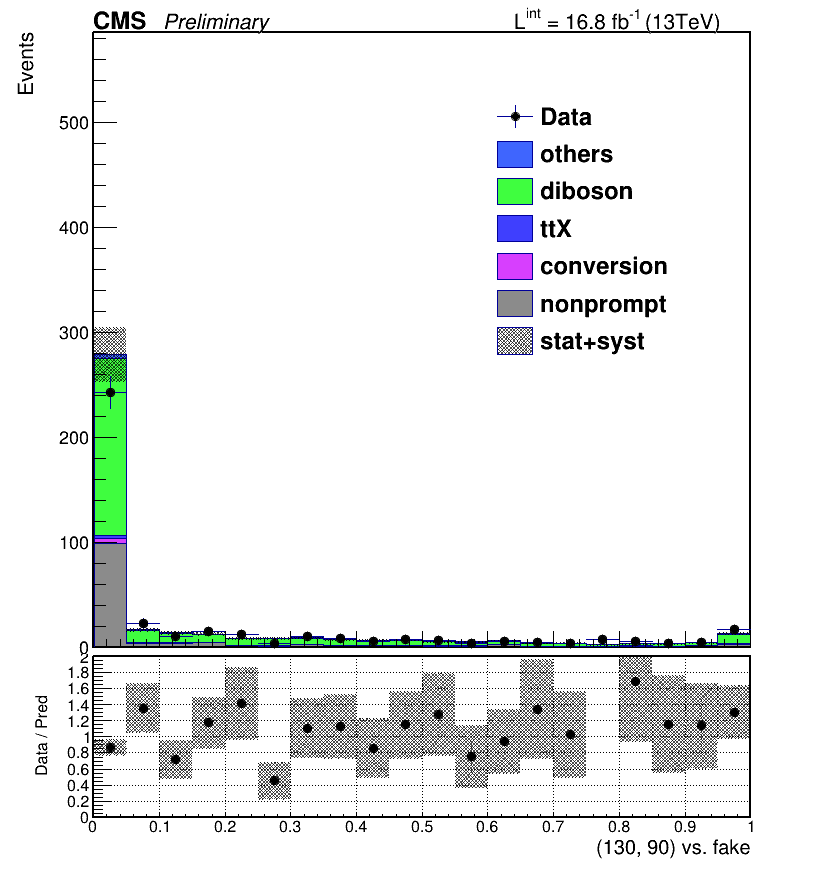 CMS Preliminary L^int = 16.8 fb^-1 (13TeV)
Events
500
400
300
200
100
0
Data
others
diboson
ttX
conversion
nonprompt
stat+syst
Data / Pred
2
1.8
1.6
1.4
1.2
1
0.8
0.6
0.4
0.2
0
0 0.1 0.2 0.3 0.4 0.5 0.6 0.7 0.8 0.9 1
(130, 90) vs. fake